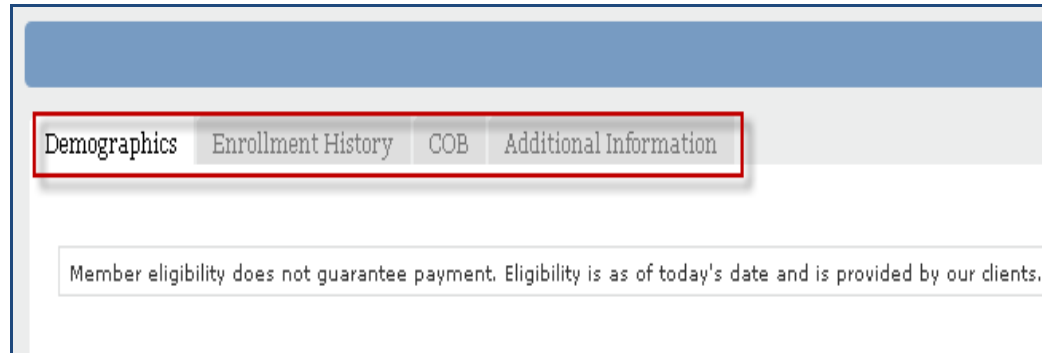 Demographics Enrollment History COB Additional Information
Member eligibility does not guarantee payment. Eligibility is as of today's date and is provided by our clients.